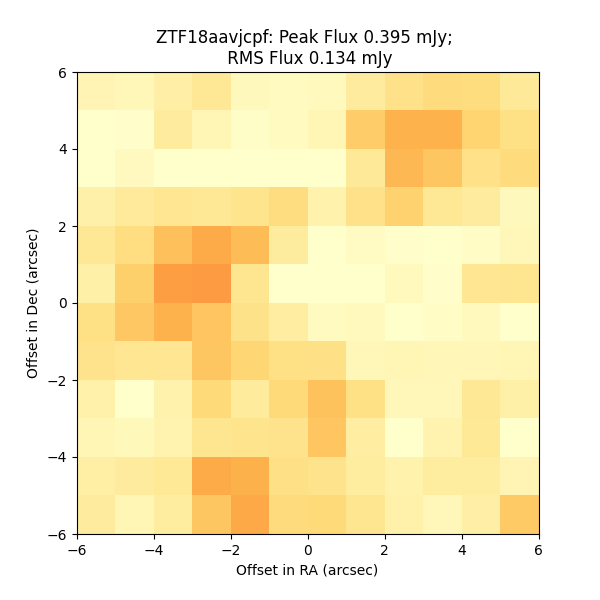 ZTF18aavjcpf: Peak Flux 0.395 mJy;
RMS Flux 0.134 mJy
6
4
2
0
−2
−4
−6
Offset in Dec (arcsec)
−6 −4 −2 0 2 4 6
Offset in RA (arcsec)